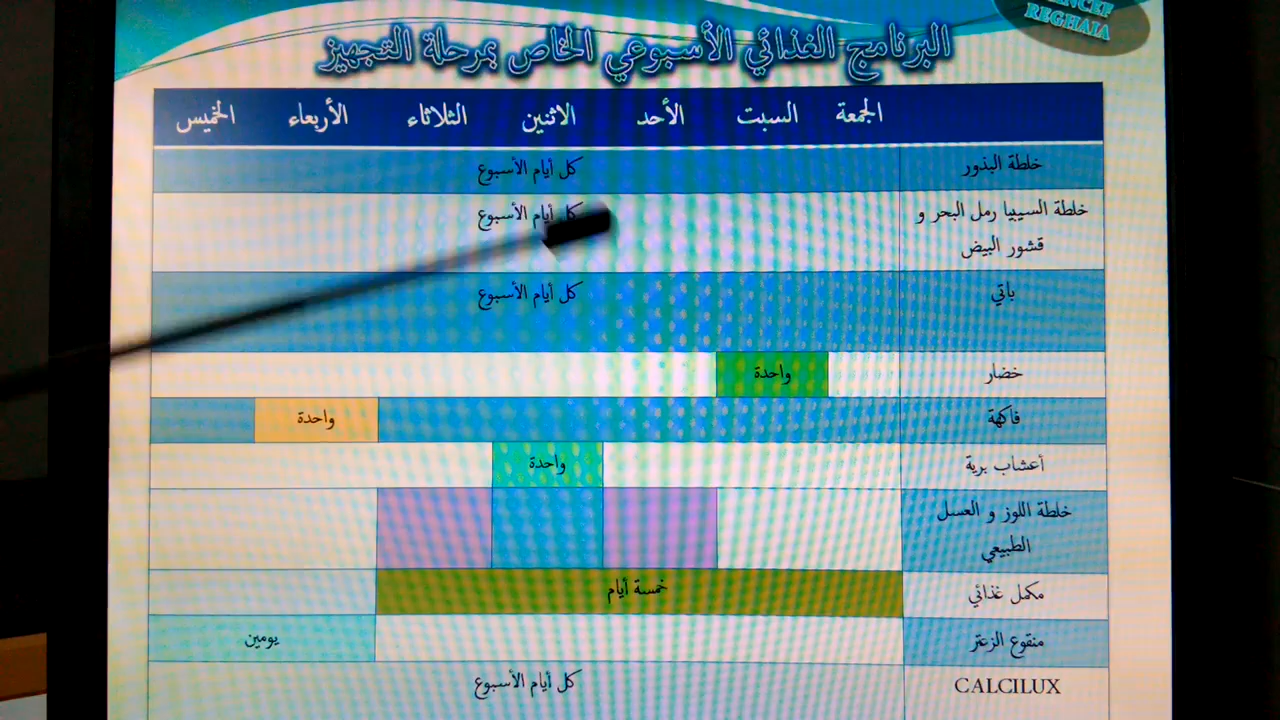 REGHAIA
البرنامج الغذائي الأسبوعي الخاص بمرحلة التجهيز
الجمعة السبت الأحد الاثنين الثلاثاء الأربعاء الخميس
خلطة البذور كل أيام الأسبوع
خلطة السيبيا رمل البحر و كل أيام الأسبوع
قشور البيض
باتي كل أيام الأسبوع
خضار واحدة
فاكهة واحدة
أعشاب برية واحدة
خلطة اللوز و العسل
الطبيعي
مكمل غذائي خمسة أيام
منقوع الزعتر يومين
CALCILUX كل أيام الأسبوع